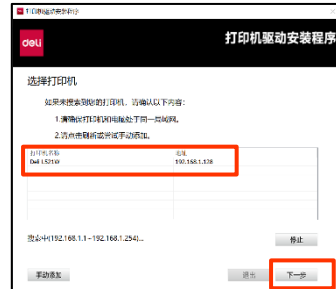 打印机驱动安装程序
deli
打印机驱动安装程序
选择打印机
如果未搜索到您的打印机，请确认以下内容：
1.请确保打印机和电脑处于同一局域网。
2.请点击刷新或尝试手动添加。
打印机名称 地址
Deli L521W 192.168.1.128
搜索中(192.168.1.1~192.168.1.254)... 停止
手动添加 退出 下一步